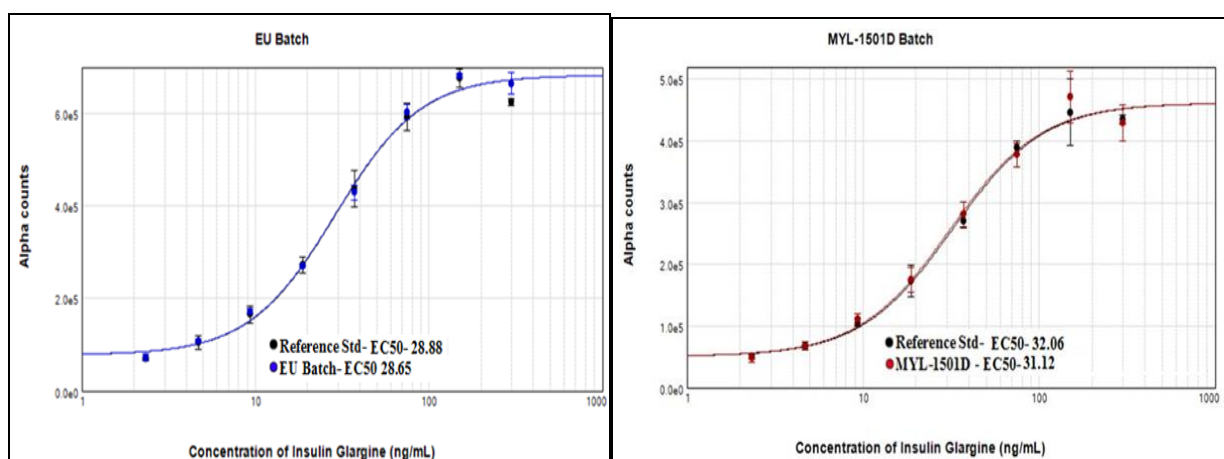 EU Batch
Alpha counts
6.0e5
4.0e5
2.0e5
0.0e0
Reference Std- EC50- 28.88
EU Batch- EC50 28.65
1 10 100 1000
Concentration of Insulin Glargine (ng/mL)
MYL-1501D Batch
Alpha counts
5.0e5
4.0e5
3.0e5
2.0e5
1.0e5
0.0e0
Reference Std- EC50- 32.06
MYL-1501D - EC50- 31.12
1 10 100 1000
Concentration of Insulin Glargine (ng/mL)